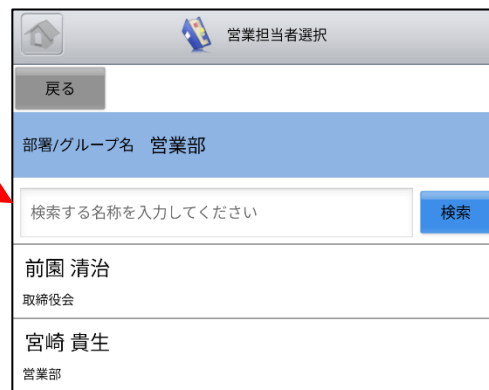 営業担当者選択
戻る
部署/グループ名 営業部
検索する名称を入力してください 検索
前園 清治
取締役会
宮崎 貴生
営業部